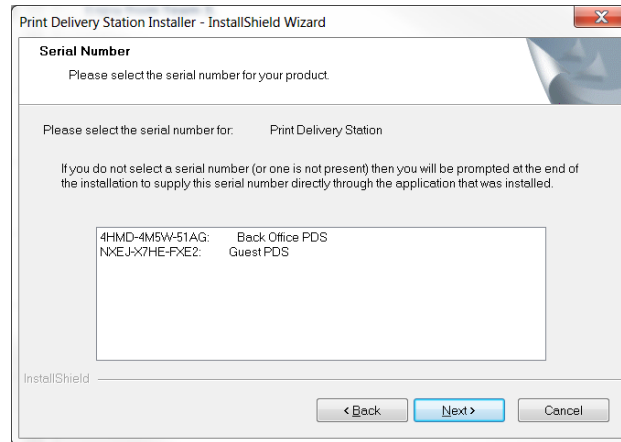 Print Delivery Station Installer - InstallShield Wizard
Serial Number
Please select the serial number for your product.
Please select the serial number for: Print Delivery Station
If you do not select a serial number (or one is not present) then you will be prompted at the end of
the installation to supply this serial number directly through the application that was installed.
4HMD-4M5W-51AG: Back Office PDS
NXEJ-X7HE-FXE2: Guest PDS
InstallShield
< Back Next > Cancel